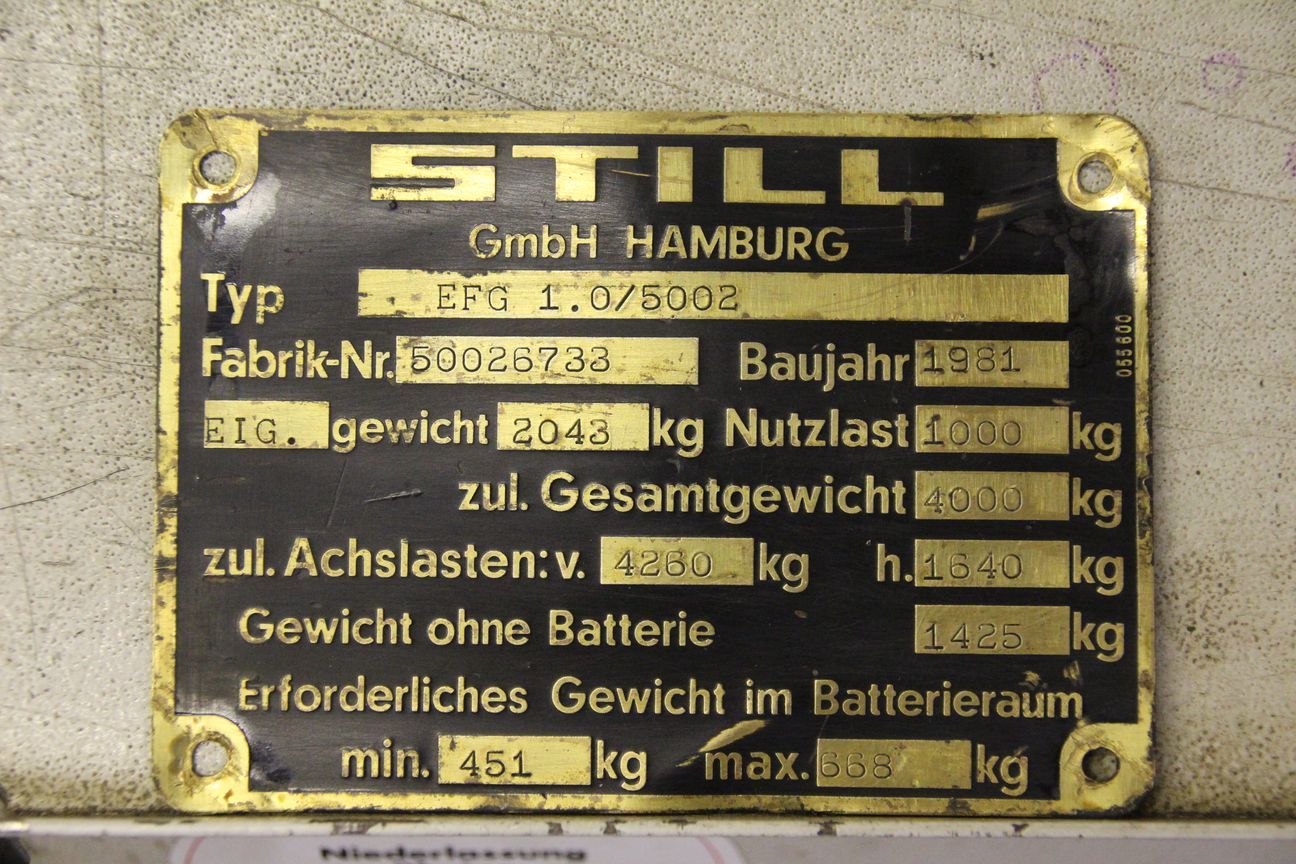 STILL
GmbH HAMBURG
Typ EFG 1.0/5002
Fabrik-Nr. 50026733 Baujahr 1981
EIG. gewicht 2043 kg Nutzlast 1000 kg
zul. Gesamtgewicht 4000 kg
zul. Achslasten: v. 4260 kg h. 1640 kg
Gewicht ohne Batterie 1425 kg
Erforderliches Gewicht im Batterieraum
min. 451 kg max. 668 kg
055600
Niederlassung